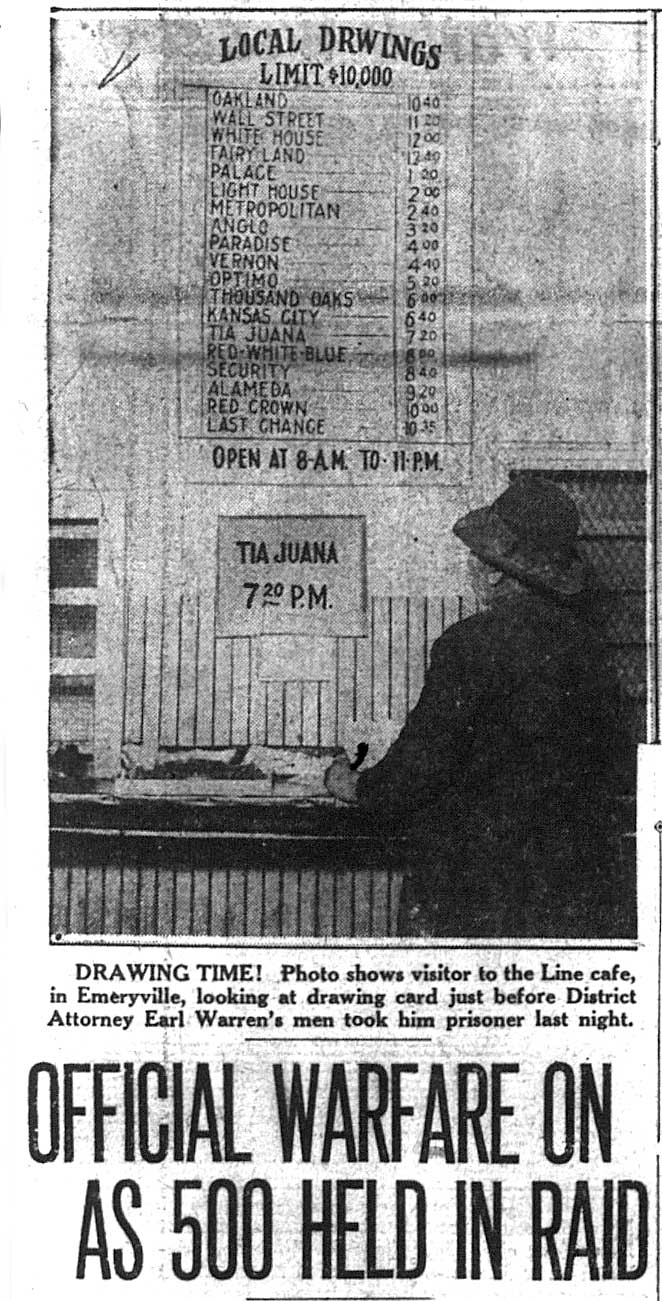 LOCAL DRWINGS
LIMIT $10,000
OAKLAND 10 40
WALL STREET 11 20
WHITE HOUSE 12 00
FAIRY LAND 12 40
PALACE 1 20
LIGHT HOUSE 2 00
METROPOLITAN 2 40
ANGLO 3 20
PARADISE 4 00
VERNON 4 40
OPTIMO 5 20
THOUSAND OAKS 6 00
KANSAS CITY 6 40
TIA JUANA 7 20
RED-WHITE-BLUE 8 00
SECURITY 8 40
ALAMEDA 9 20
RED CROWN 10 00
LAST CHANCE 10 35
OPEN AT 8-A.M. TO· 11·P.M.
TIA JUANA
7 20 P.M.
DRAWING TIME! Photo shows visitor to the Line cafe,
in Emeryville, looking at drawing card just before District
Attorney Earl Warren's men took him prisoner last night.
OFFICIAL WARFARE ON
AS 500 HELD IN RAID